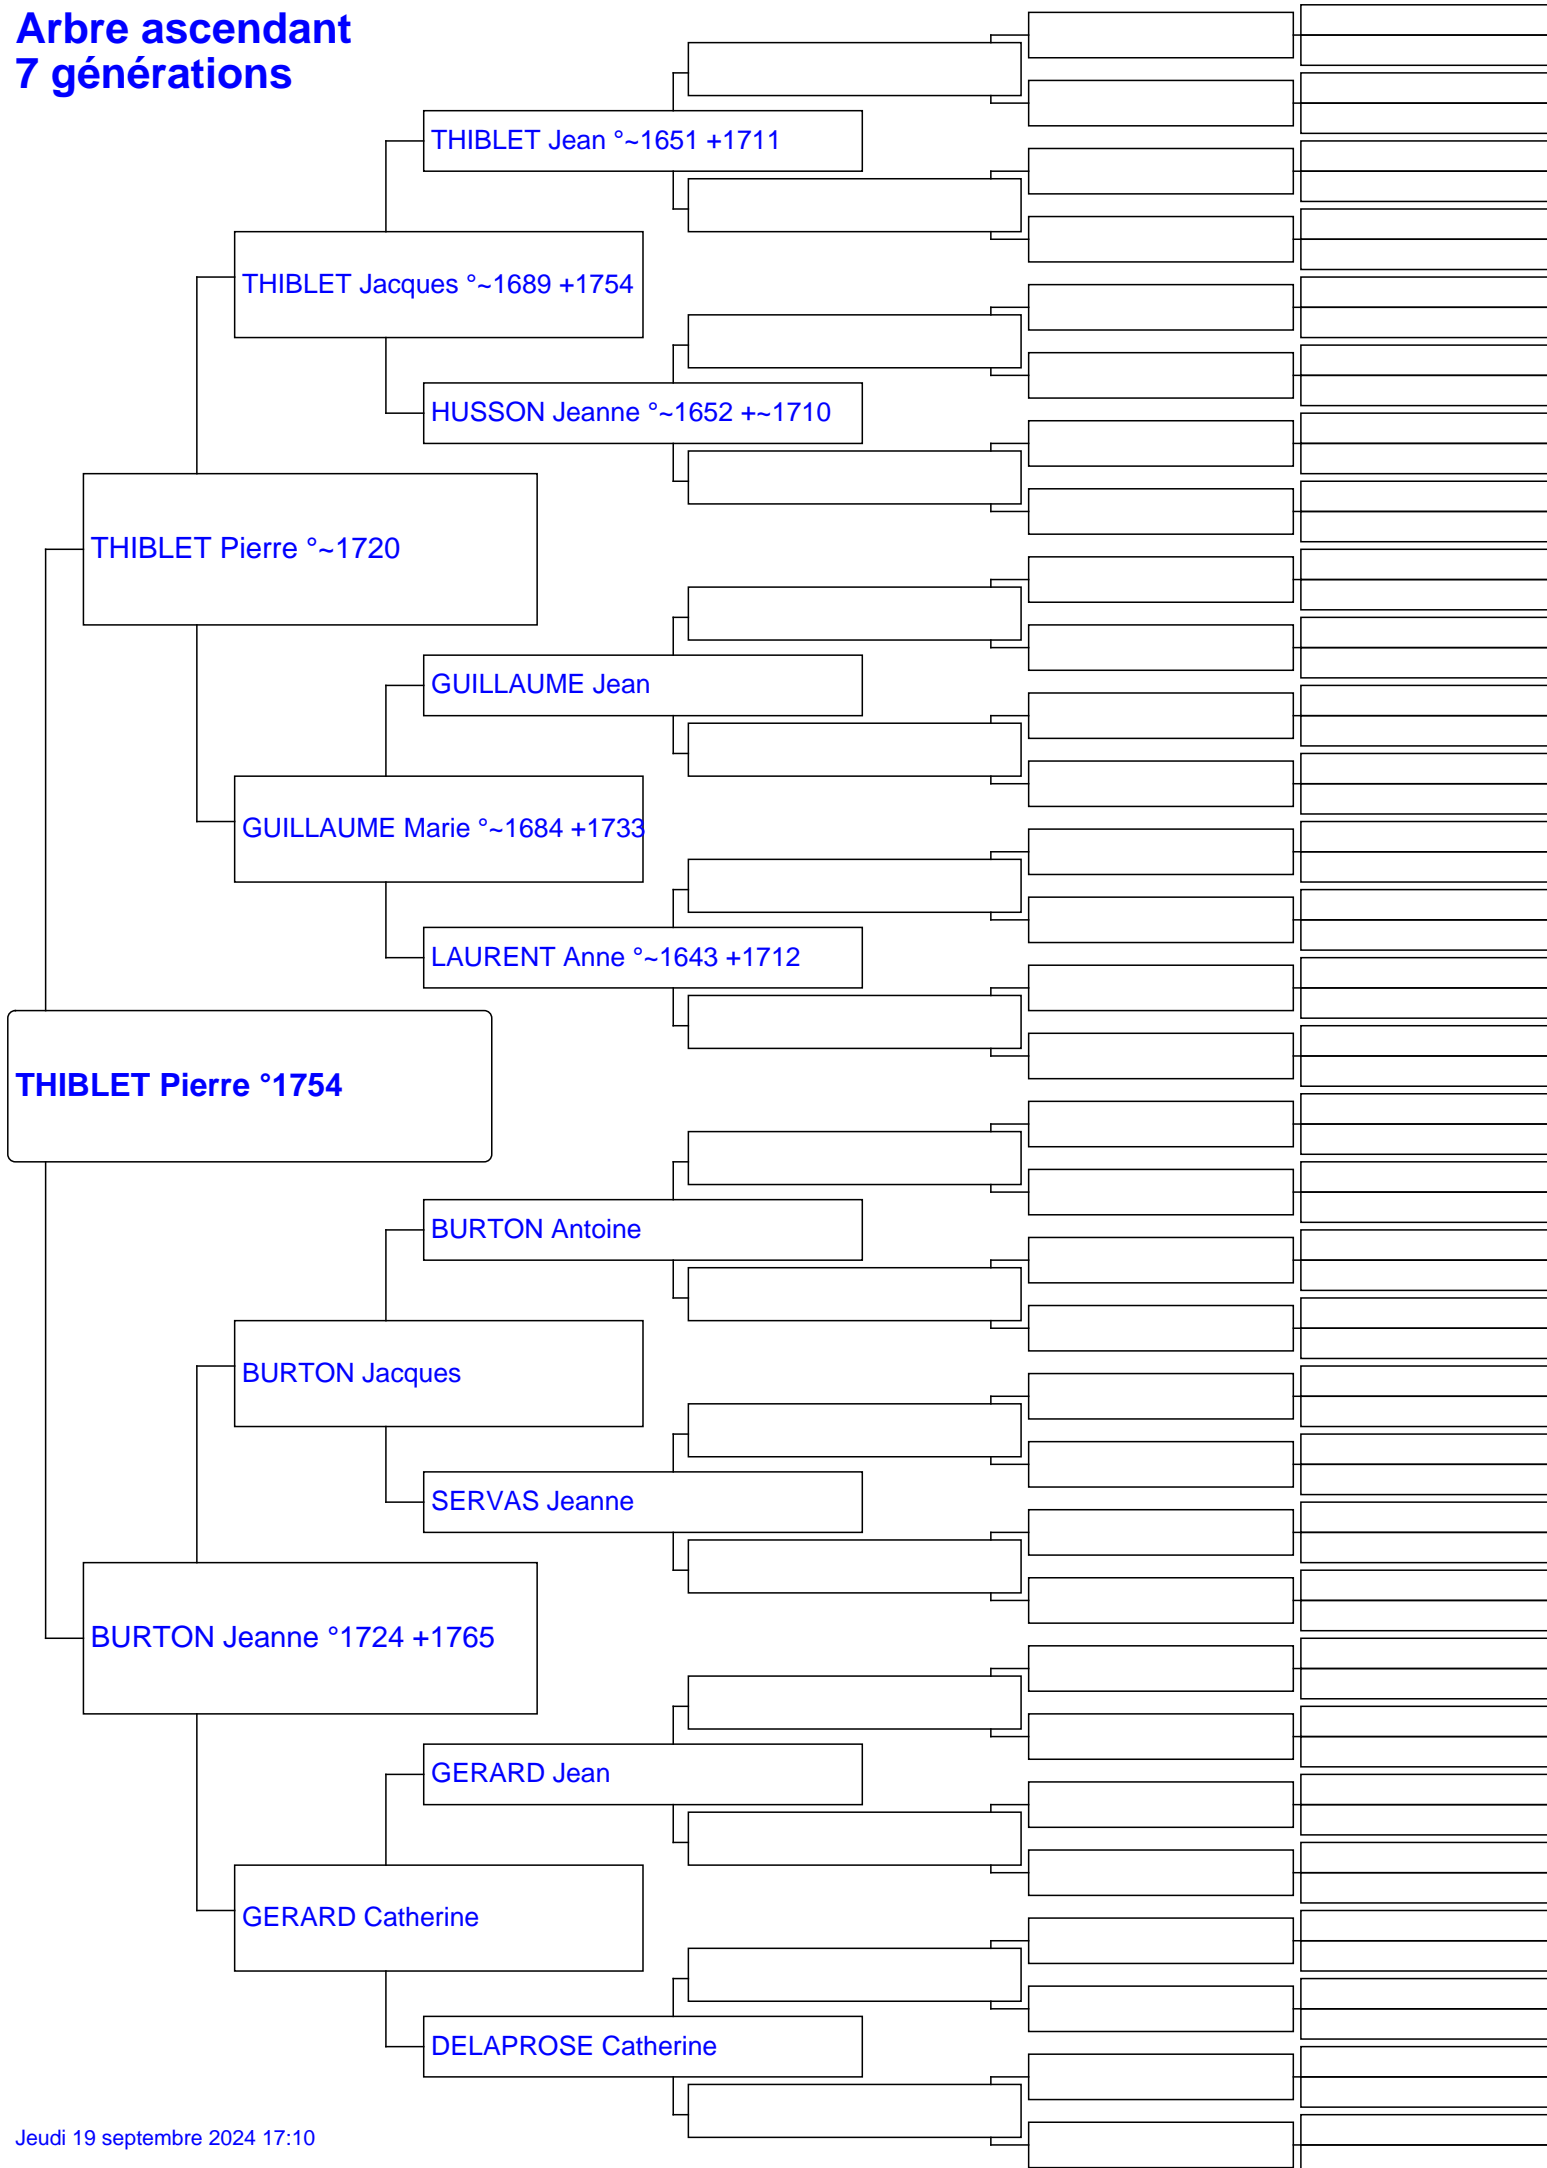 Arbre ascendant
7 générations
THIBLET Jean °~1651 +1711
THIBLET Jacques °~1689 +1754
HUSSON Jeanne °~1652 +~1710
THIBLET Pierre °~1720
GUILLAUME Jean
GUILLAUME Marie °~1684 +1733
LAURENT Anne °~1643 +1712
THIBLET Pierre °1754
BURTON Antoine
BURTON Jacques
SERVAS Jeanne
BURTON Jeanne °1724 +1765
GERARD Jean
GERARD Catherine
DELAPROSE Catherine
Jeudi 19 septembre 2024 17:10